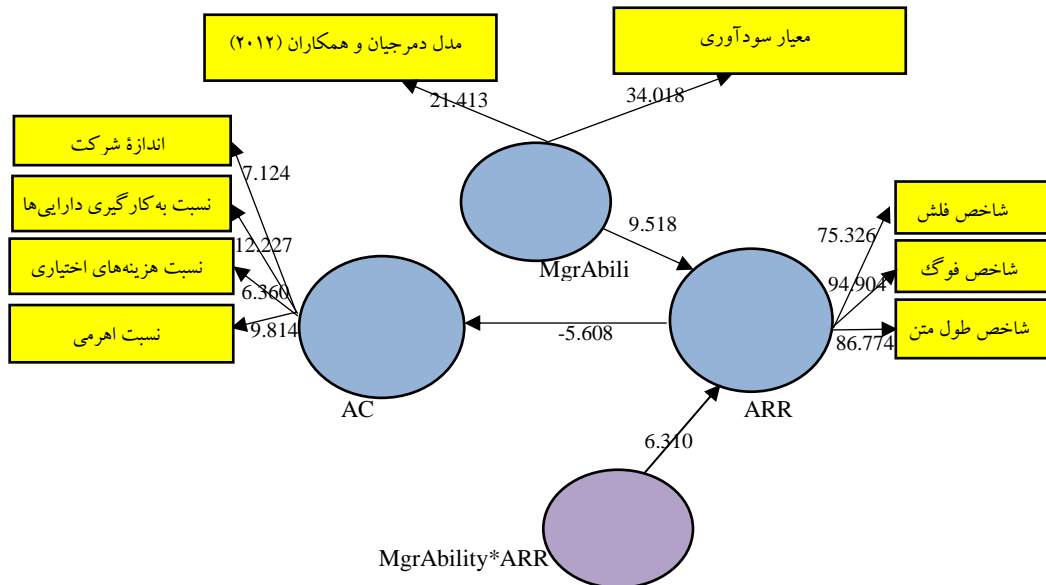 مدل دمرجیان و همکاران (۲۰۱۲)
معیار سودآوری
21.413
34.018
اندازۀ شرکت
7.124
نسبت به‌کارگیری دارایی‌ها
12.227
نسبت هزینه‌های اختیاری
6.360
نسبت اهرمی
9.814
MgrAbili
9.518
شاخص فلش
75.326
شاخص فوگ
94.904
شاخص طول متن
86.774
-5.608
AC
ARR
6.310
MgrAbility*ARR